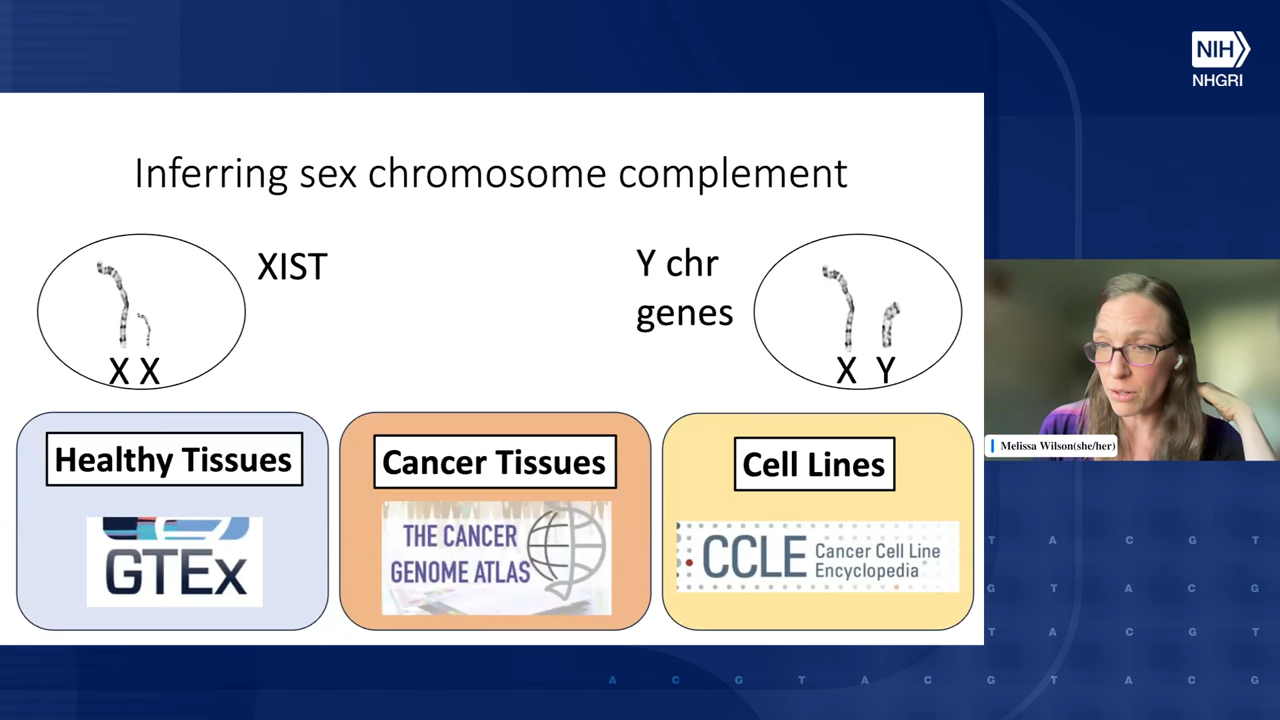 NIH
NHGRI
Inferring sex chromosome complement
XIST
X X
Y chr
genes
X Y
Healthy Tissues
GTEx
Cancer Tissues
THE CANCER
GENOME ATLAS
Cell Lines
CCLE Cancer Cell Line
Encyclopedia
Melissa Wilson(she/her)
T A C G T
G T A C G
T A C G T
A C G T A C G T A C G